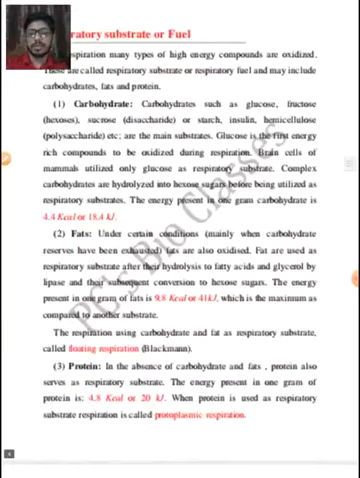 ratory substrate or Fuel
espiration many types of high energy compounds are oxidized.
These are called respiratory substrate or respiratory fuel and may include
carbohydrates, fats and protein.
(1) Carbohydrate: Carbohydrates such as glucose, fructose
(hexoses), sucrose (disaccharide) or starch, insulin, hemicellulose
(polysaccharide) etc; are the main substrates. Glucose is the first energy
rich compounds to be oxidized during respiration. Brain cells of
mammals utilized only glucose as respiratory substrate. Complex
carbohydrates are hydrolyzed into hexose sugars before being utilized as
respiratory substrates. The energy present in one gram carbohydrate is
4.4 Kcal or 18.4 kJ.
(2) Fats: Under certain conditions (mainly when carbohydrate
reserves have been exhausted) fats are also oxidised. Fat are used as
respiratory substrate after their hydrolysis to fatty acids and glycerol by
lipase and their subsequent conversion to hexose sugars. The energy
present in one gram of fats is 9.8 Kcal or 41kJ, which is the maximum as
compared to another substrate.
The respiration using carbohydrate and fat as respiratory substrate,
called floating respiration (Blackmann).
(3) Protein: In the absence of carbohydrate and fats , protein also
serves as respiratory substrate. The energy present in one gram of
protein is: 4.8 Kcal or 20 kJ. When protein is used as respiratory
substrate respiration is called protoplasmic respiration.
PC's Bio Classes